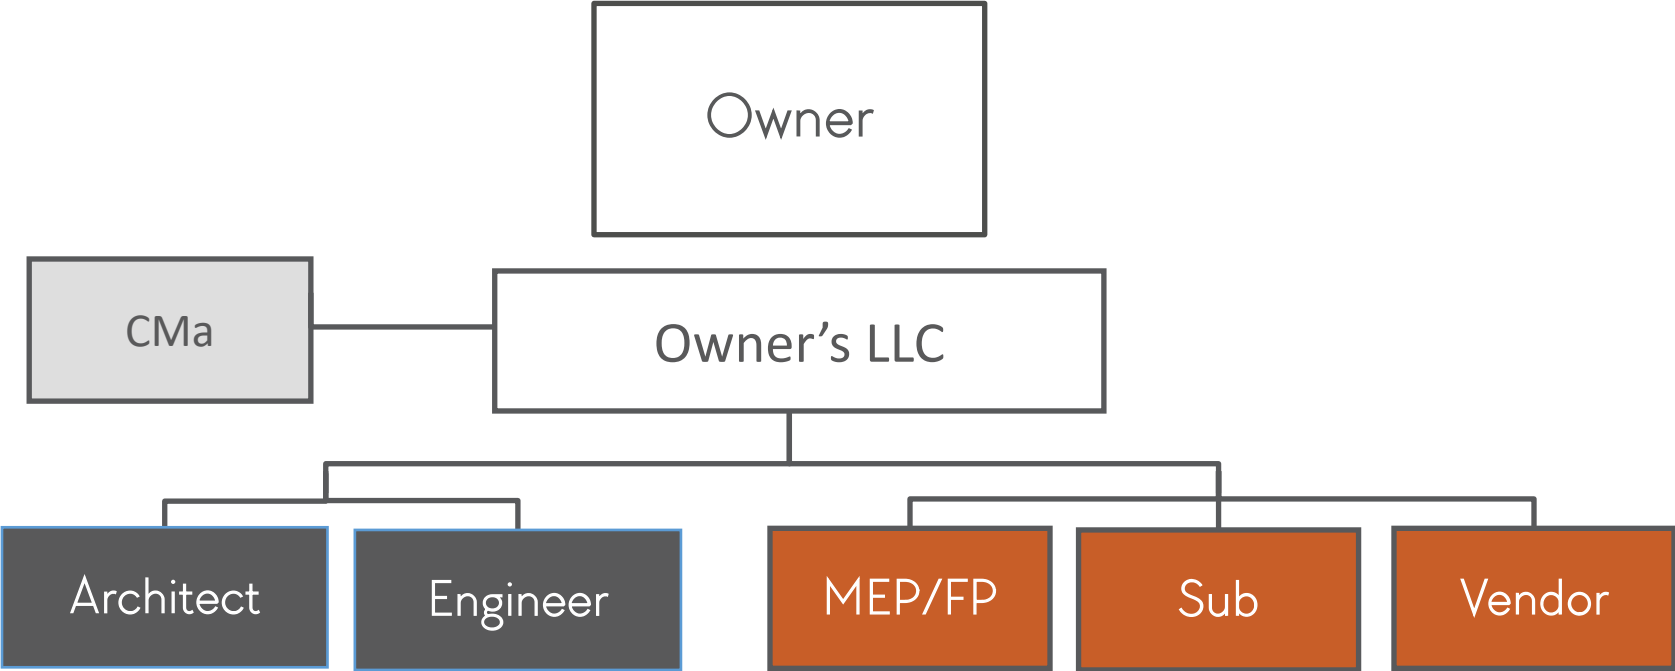 Owner
CMa
Owner’s LLC
Architect
Engineer
MEP/FP
Sub
Vendor